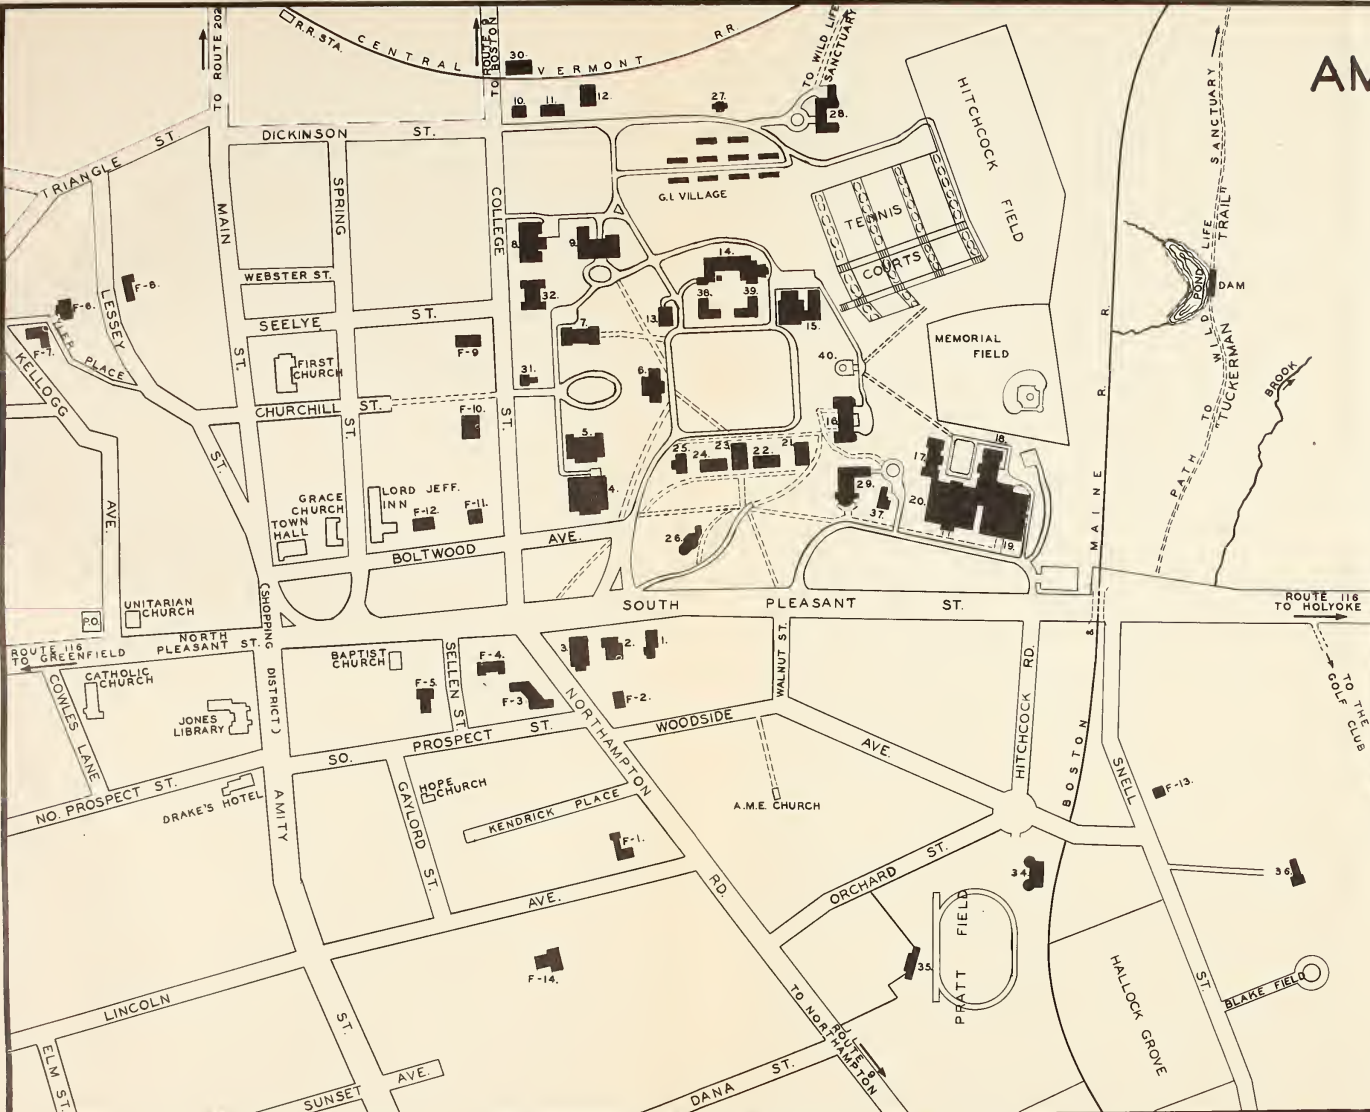 AM
TO ROUTE 202
R.R. STA.
CENTRAL VERMONT RR
ROUTE 9
TO BOSTON
TO WILD LIFE
SANCTUARY
30.
10.
11.
12.
27.
28.
HITCHCOCK
FIELD
TRIANGLE ST.
DICKINSON ST.
MAIN
ST.
SPRING
ST.
COLLEGE
ST.
G.I. VILLAGE
TENNIS
COURTS
WEBSTER ST.
SEELYE ST.
FIRST
CHURCH
CHURCHILL ST.
LESSEY
ST.
F-8.
F-6.
F-7.
PLACE
KELLOGG
AVE.
8.
9.
32.
7.
13.
14.
38.
39.
15.
31.
6.
5.
4.
F-9
F-10.
F-11.
F-12.
LORD JEFF.
INN
GRACE
CHURCH
TOWN
HALL
BOLTWOOD AVE.
MEMORIAL
FIELD
40.
16.
17.
18.
19.
20.
21.
22.
23.
24.
25.
26.
29.
37.
BOSTON & MAINE R. R.
POND
DAM
PATH TO WILD LIFE SANCTUARY
"TUCKERMAN TRAIL"
BROOK
SOUTH PLEASANT ST.
ROUTE 116
TO HOLYOKE
TO THE
GOLF CLUB
P.O.
UNITARIAN
CHURCH
NORTH
PLEASANT ST.
ROUTE 116
TO GREENFIELD
(SHOPPING DISTRICT)
CATHOLIC
CHURCH
COWLES LANE
JONES
LIBRARY
BAPTIST
CHURCH
SELLEN ST.
F-5.
F-4.
F-3.
3.
2.
1.
F-2.
WALNUT ST.
HITCHCOCK RD.
WOODSIDE AVE.
NORTHAMPTON RD.
NO. PROSPECT ST.
SO. PROSPECT ST.
DRAKE'S HOTEL
AMITY
ST.
GAYLORD ST.
HOPE
CHURCH
KENDRICK PLACE
A.M.E. CHURCH
F-1.
SNELL
ST.
F-13.
ORCHARD ST.
34.
36.
35.
PRATT FIELD
HALLOCK GROVE
BLAKE FIELD
F-14.
LINCOLN AVE.
ELM ST.
SUNSET AVE.
DANA ST.
ROUTE 9
TO NORTHAMPTON